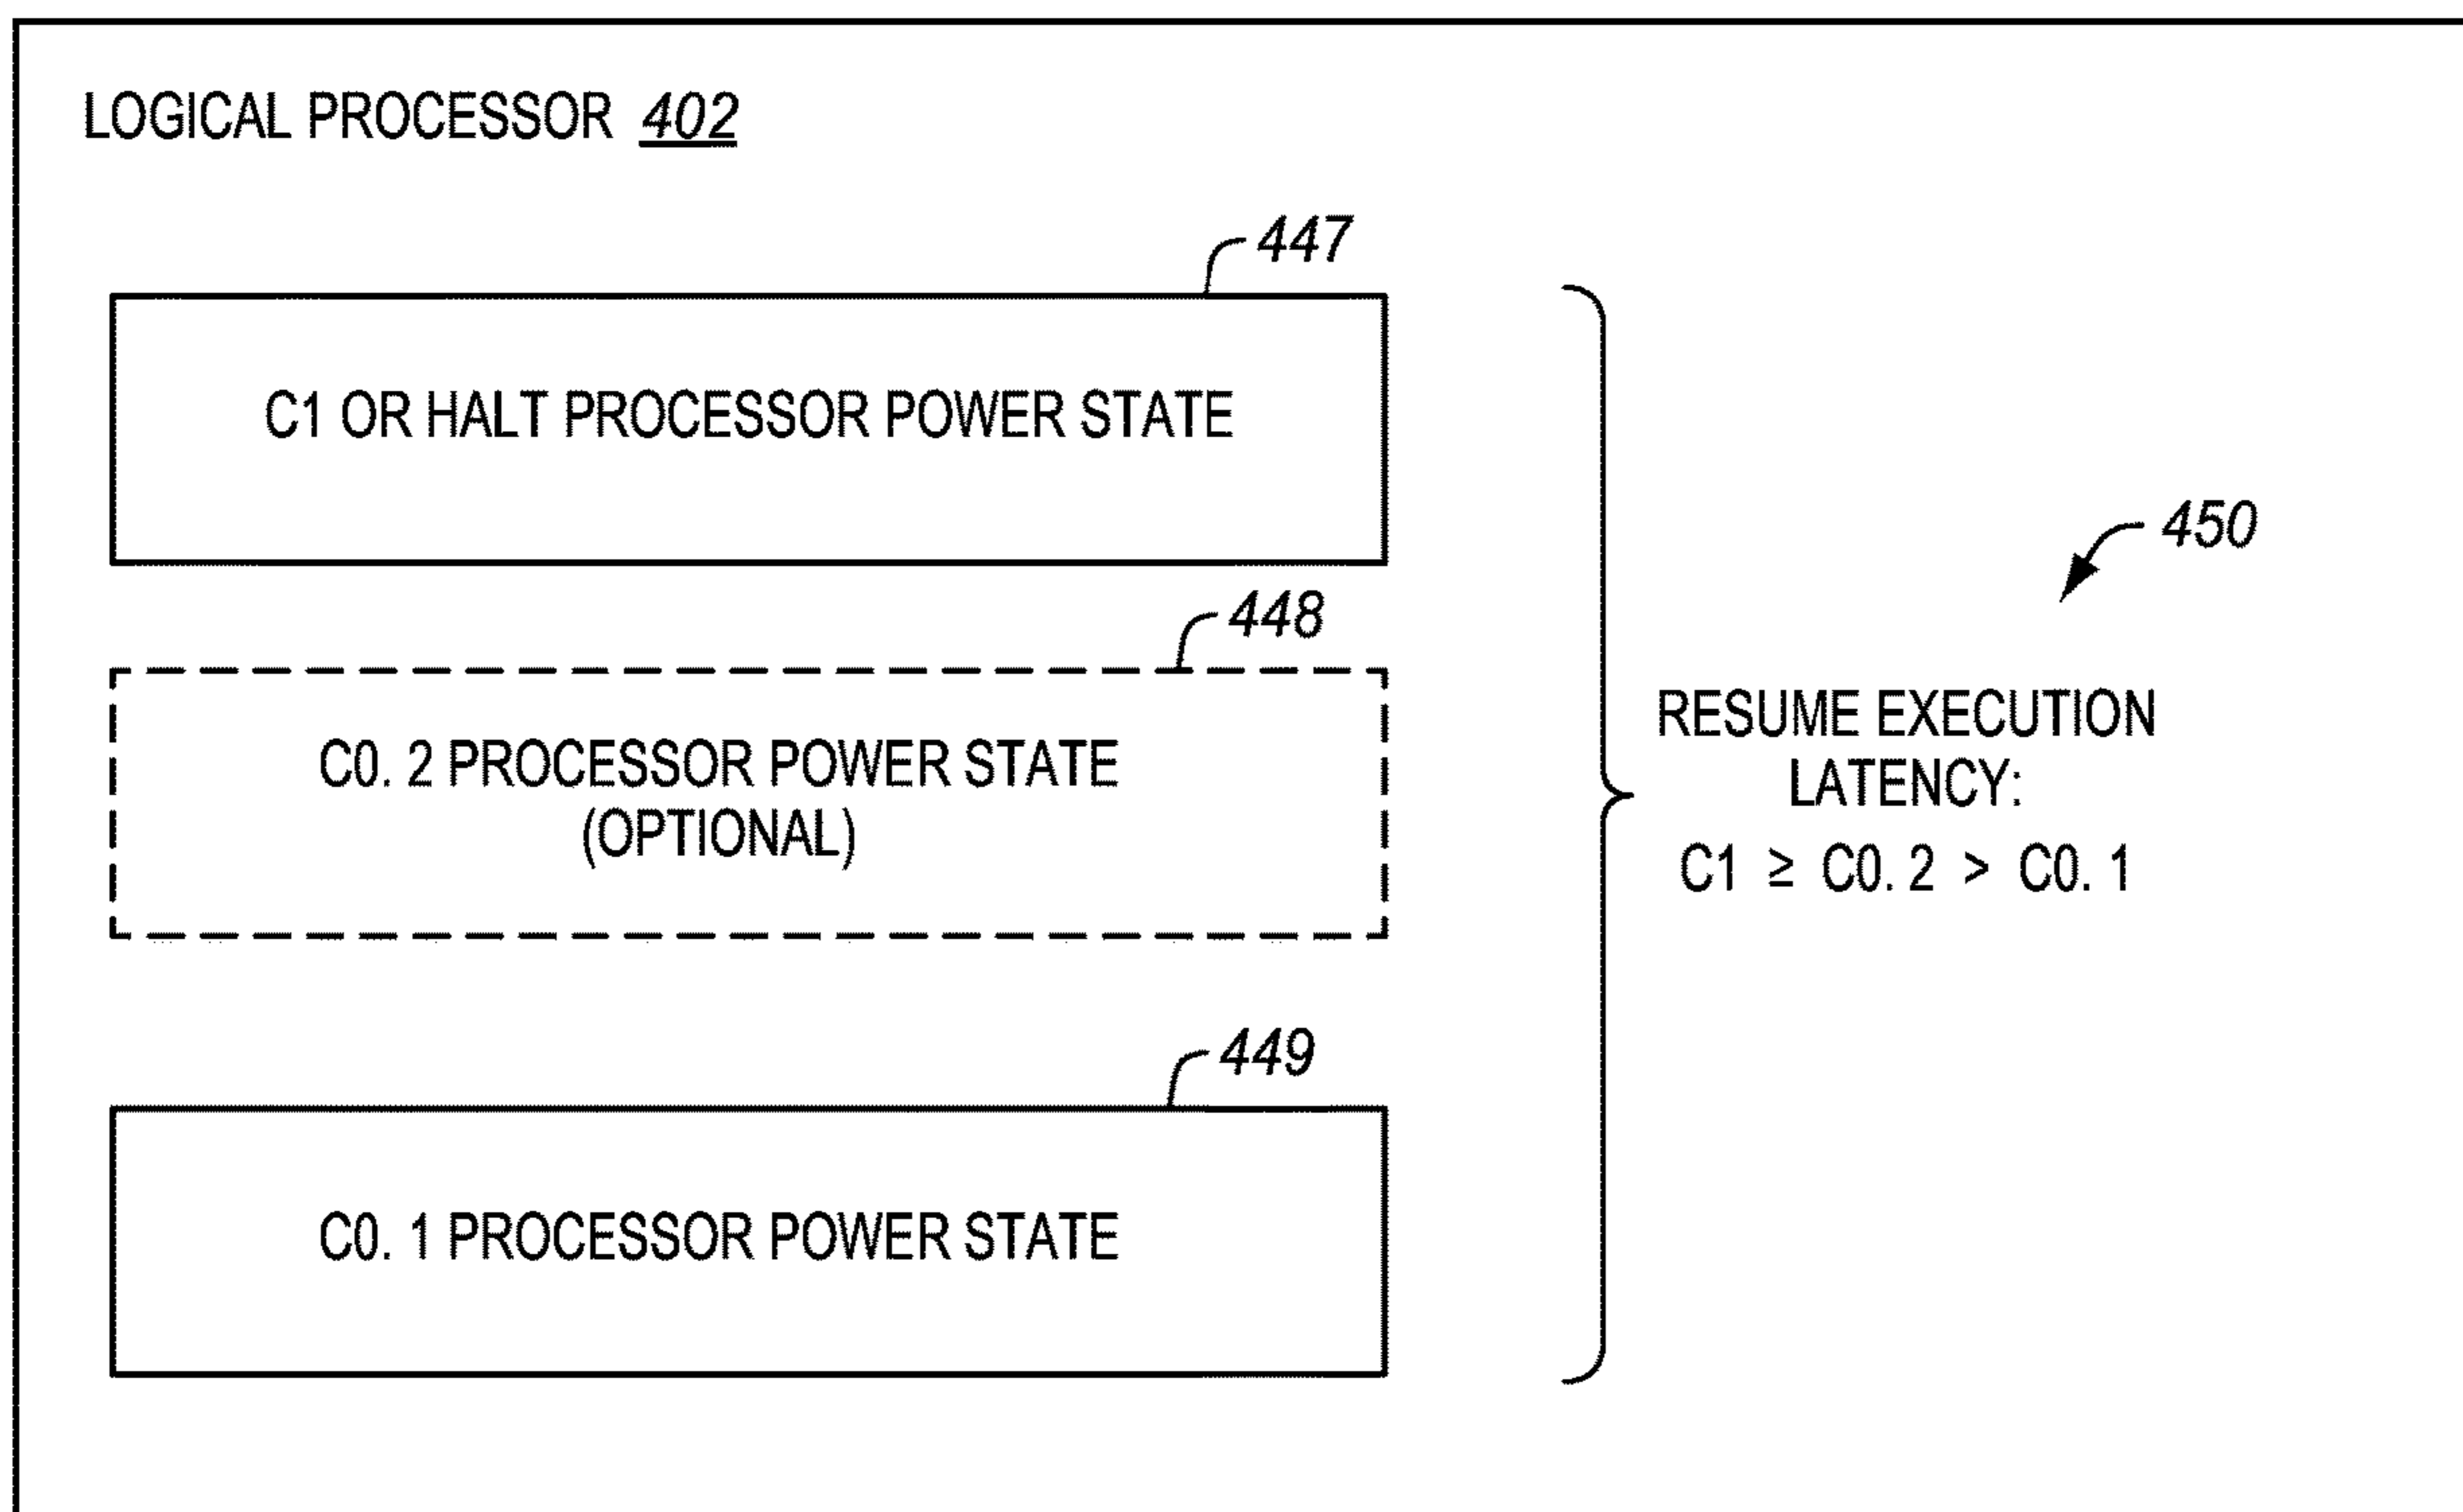 LOGICAL PROCESSOR 402
447
C1 OR HALT PROCESSOR POWER STATE
450
448
C0. 2 PROCESSOR POWER STATE
(OPTIONAL)
RESUME EXECUTION
LATENCY:
C1 ≥ C0. 2 > C0. 1
449
C0. 1 PROCESSOR POWER STATE